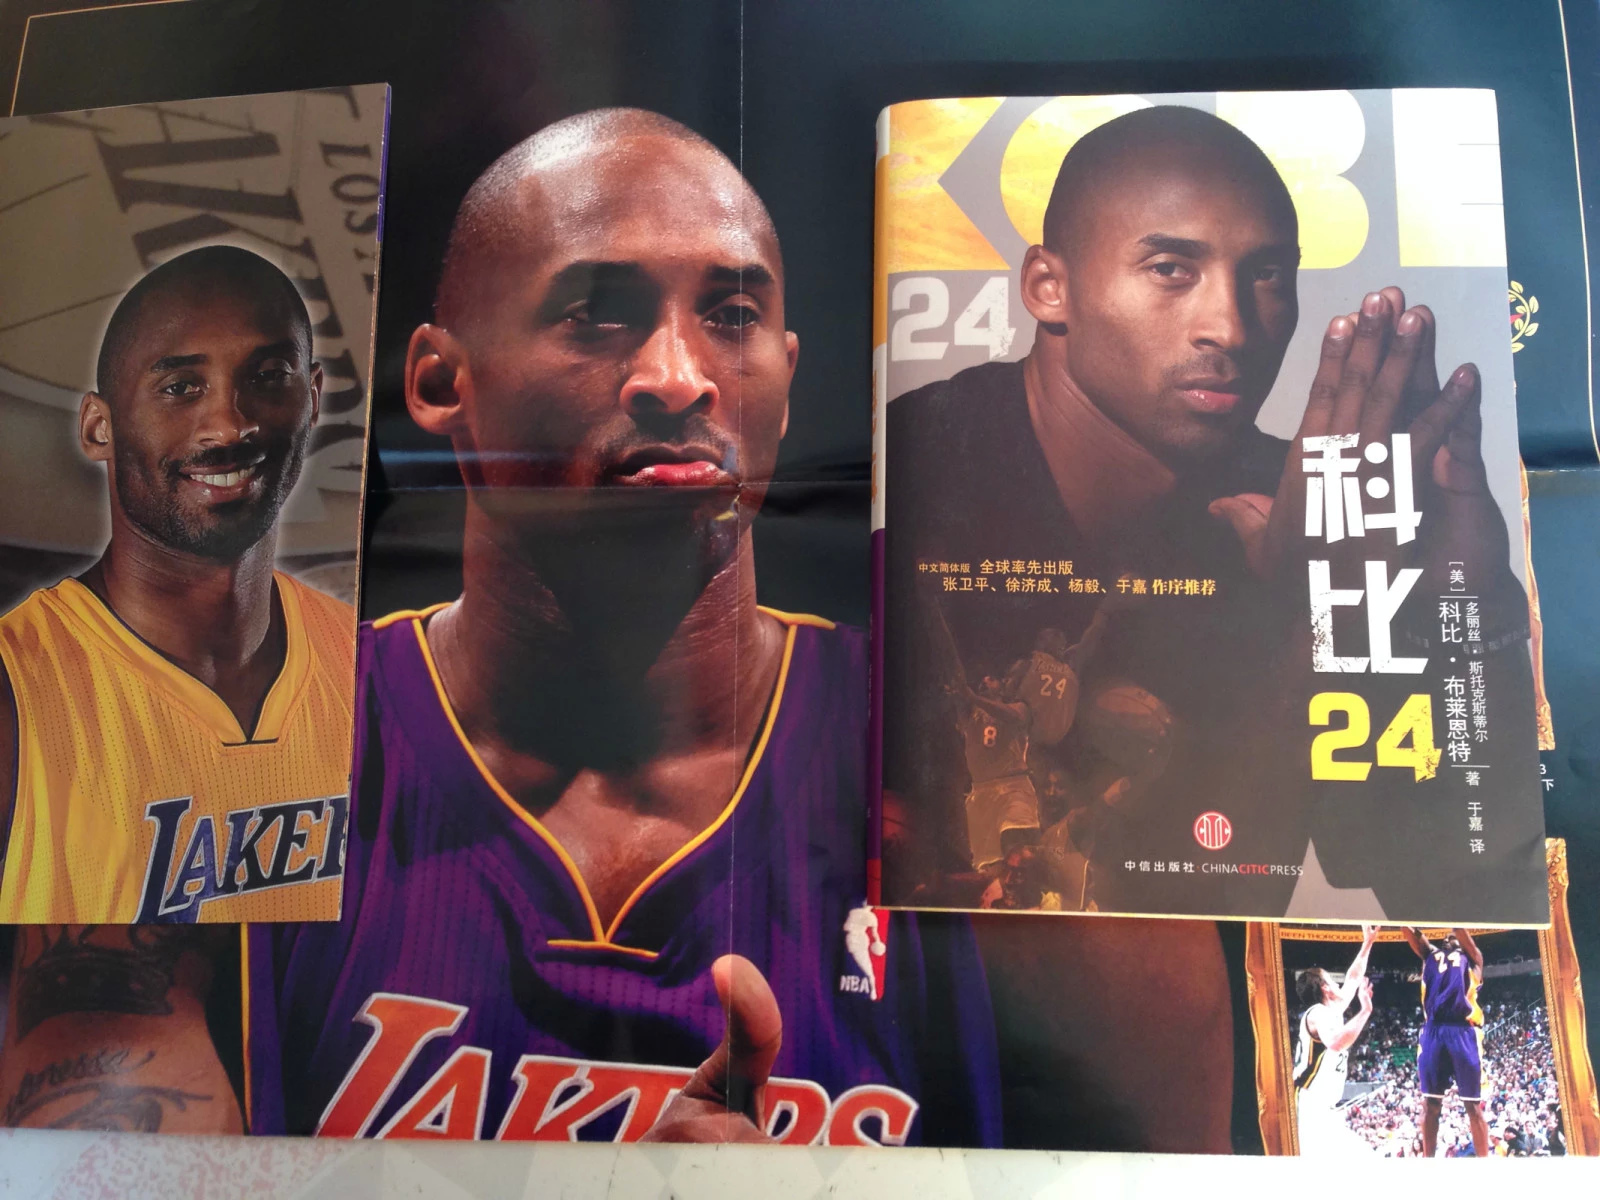 LOS
LAKERS
LAKE
LAKERS
NBA
KOBE
24
科比
24
中文简体版 全球率先出版
张卫平、徐济成、杨毅、于嘉 作序推荐
[美] 多丽丝·斯托克斯蒂尔
科比·布莱恩特 著
于嘉 译
24
8
中信出版社·CHINACITICPRESS
24